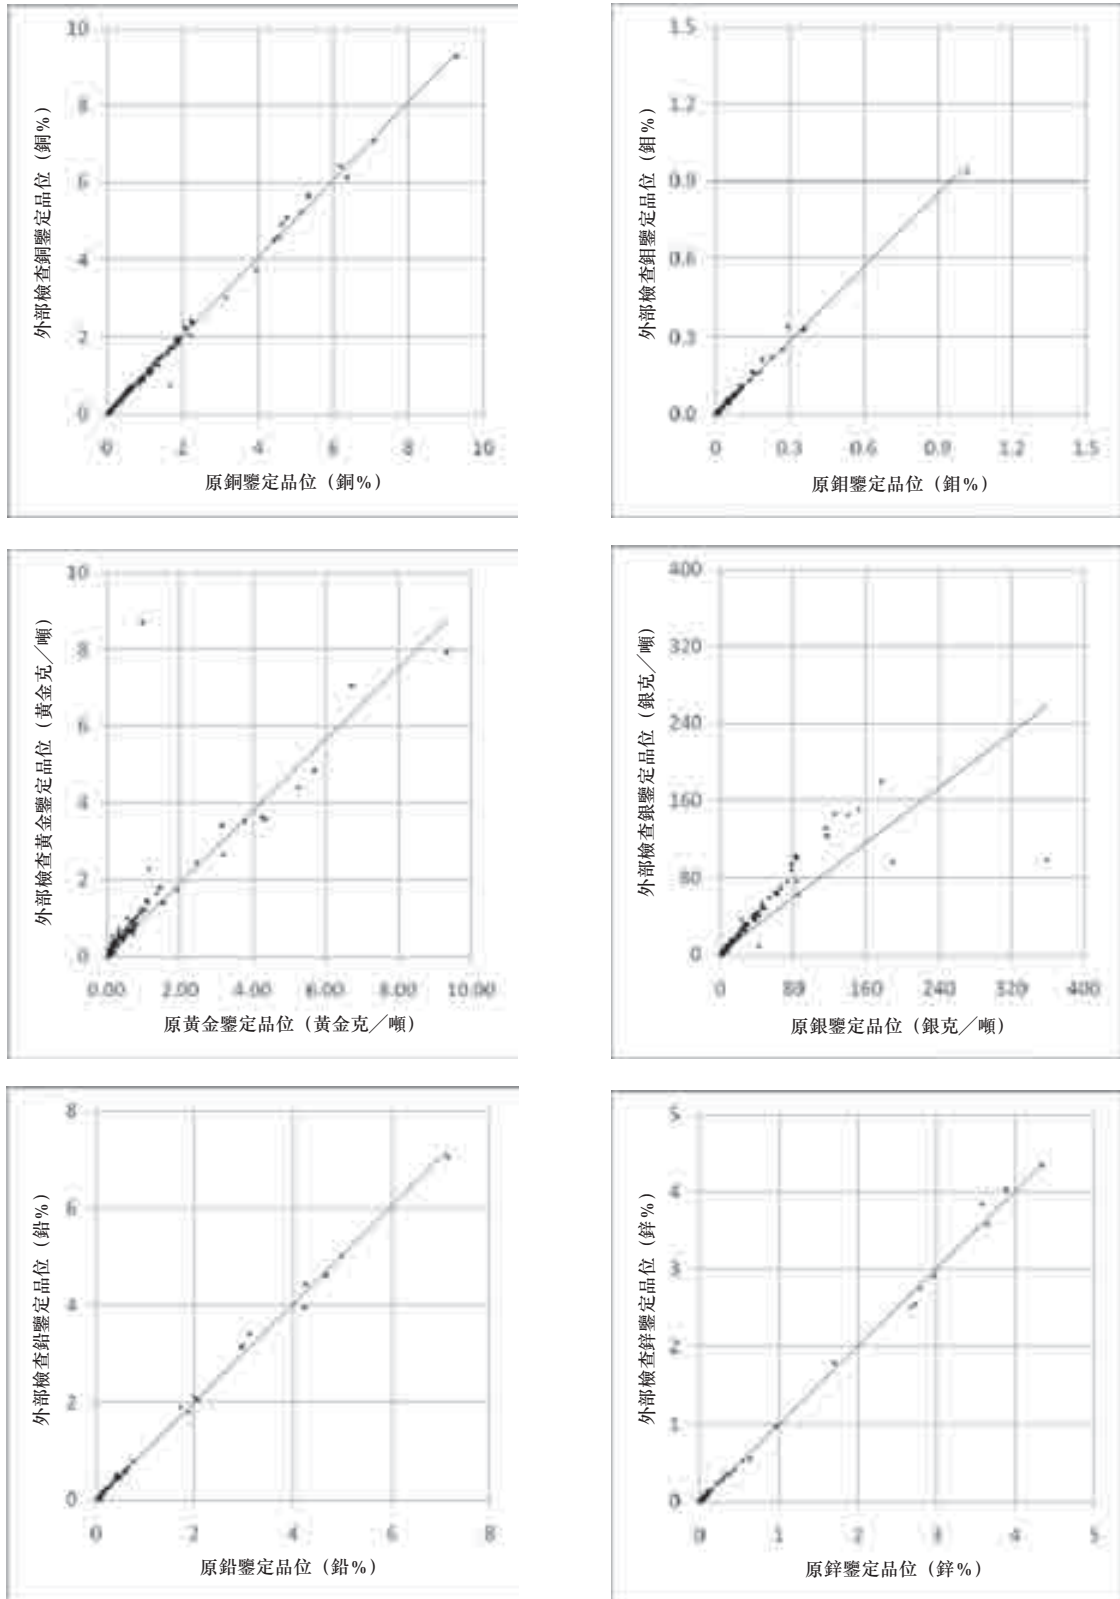 10
8
6
4
2
0
0 2 4 6 8 10
外部檢查銅鑒定品位（銅%）
原銅鑒定品位（銅%）
1.5
1.2
0.9
0.6
0.3
0.0
0 0.3 0.6 0.9 1.2 1.5
外部檢查鉬鑒定品位（鉬%）
原鉬鑒定品位（鉬%）
10
8
6
4
2
0
0.00 2.00 4.00 6.00 8.00 10.00
外部檢查黃金鑒定品位（黃金克／噸）
原黃金鑒定品位（黃金克／噸）
400
320
240
160
80
0
0 80 160 240 320 400
外部檢查銀鑒定品位（銀克／噸）
原銀鑒定品位（銀克／噸）
8
6
4
2
0
0 2 4 6 8
外部檢查鉛鑒定品位（鉛%）
原鉛鑒定品位（鉛%）
5
4
3
2
1
0
0 1 2 3 4 5
外部檢查鋅鑒定品位（鋅%）
原鋅鑒定品位（鋅%）